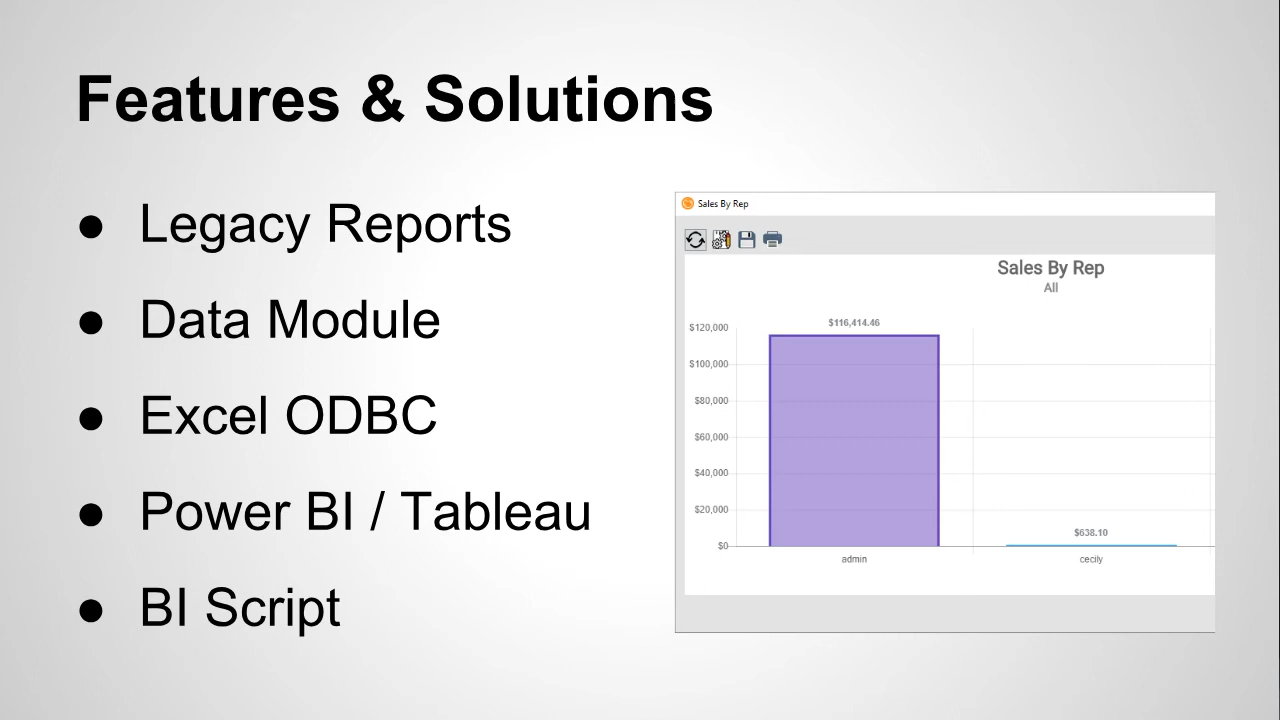 Features & Solutions
● Legacy Reports
● Data Module
● Excel ODBC
● Power BI / Tableau
● BI Script
Sales By Rep
Sales By Rep
All
$120,000
$100,000
$80,000
$60,000
$40,000
$20,000
$0
$116,414.46
$638.10
admin
cecily